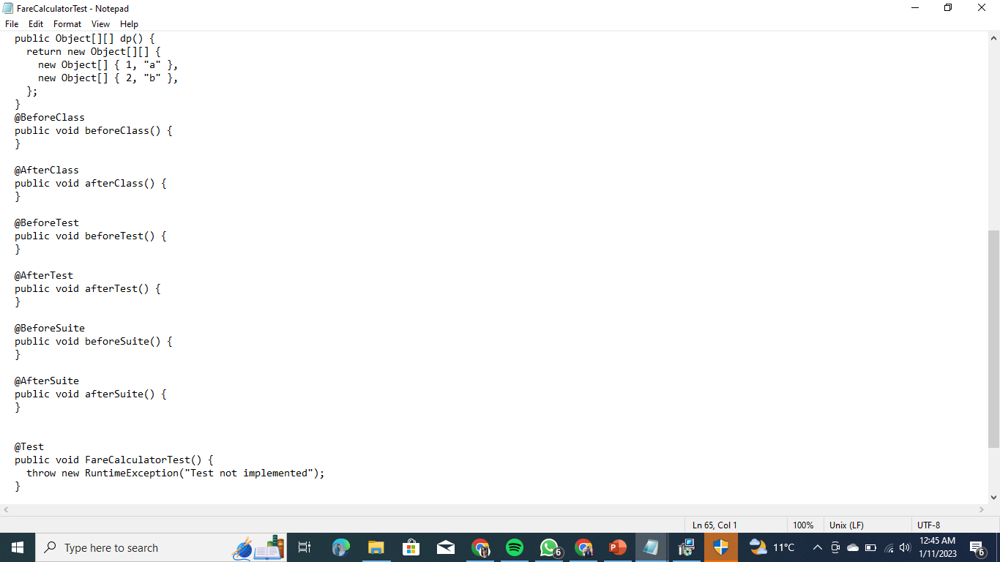 FareCalculatorTest - Notepad
File Edit Format View Help
public Object[][] dp() {
return new Object[][] {
new Object[] { 1, "a" },
new Object[] { 2, "b" },
};
}
@BeforeClass
public void beforeClass() {
}
@AfterClass
public void afterClass() {
}
@BeforeTest
public void beforeTest() {
}
@AfterTest
public void afterTest() {
}
@BeforeSuite
public void beforeSuite() {
}
@AfterSuite
public void afterSuite() {
}
@Test
public void FareCalculatorTest() {
throw new RuntimeException("Test not implemented");
}
Ln 65, Col 1 100% Unix (LF) UTF-8
Type here to search 6 11°C 12:45 AM 6
1/11/2023